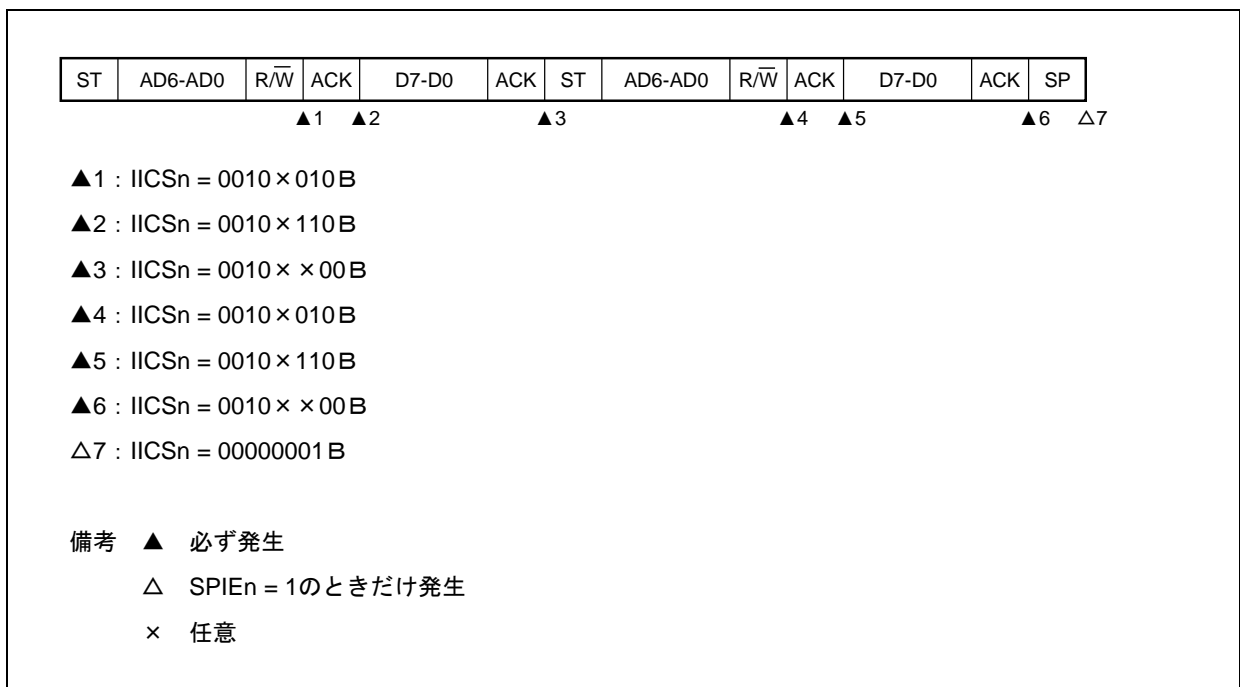 ST AD6-AD0 R/W̅ ACK D7-D0 ACK ST AD6-AD0 R/W̅ ACK D7-D0 ACK SP
▲1 ▲2 ▲3 ▲4 ▲5 ▲6 △7
▲1：IICSn = 0010×010B
▲2：IICSn = 0010×110B
▲3：IICSn = 0010××00B
▲4：IICSn = 0010×010B
▲5：IICSn = 0010×110B
▲6：IICSn = 0010××00B
△7：IICSn = 00000001B
備考 ▲ 必ず発生
△ SPIEn = 1のときだけ発生
× 任意